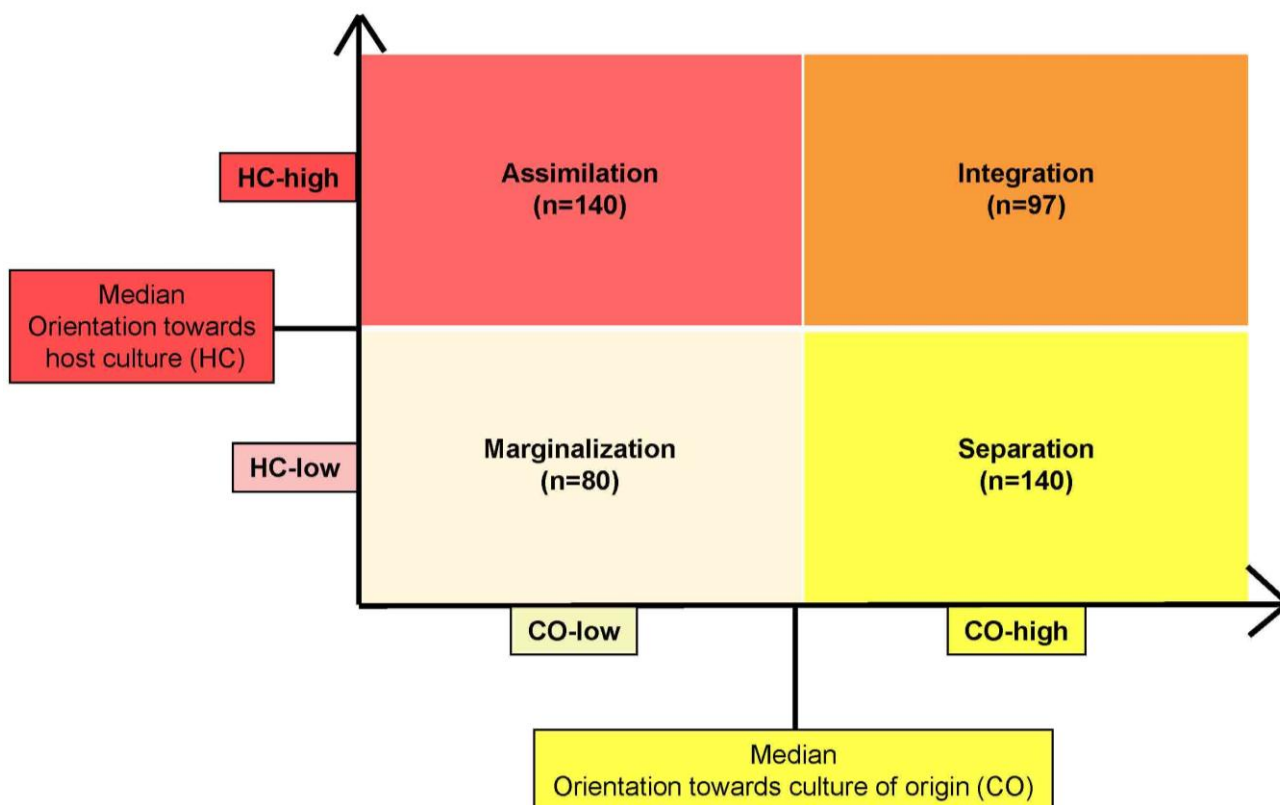 Assimilation
(n=140)
Integration
(n=97)
HC-high
Median
Orientation towards
host culture (HC)
HC-low
Marginalization
(n=80)
Separation
(n=140)
CO-low
CO-high
Median
Orientation towards culture of origin (CO)